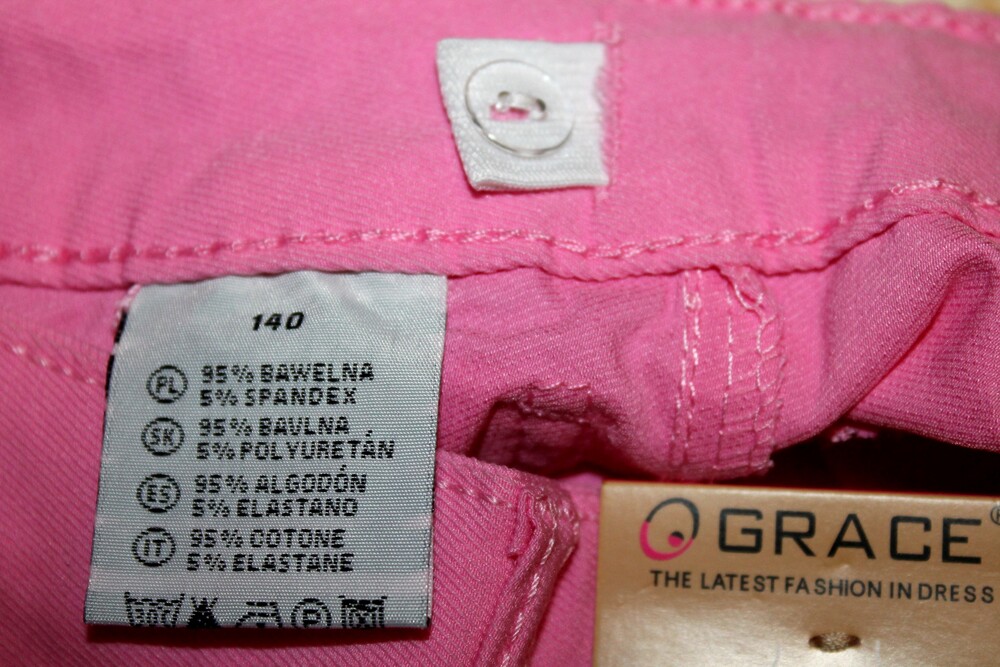 140
PL 95% BAWELNA
5% SPANDEX
SK 95% BAVLNA
5% POLYURETÁN
ES 95% ALGODÓN
5% ELASTANO
IT 95% COTONE
5% ELASTANE
P
GRACE®
THE LATEST FASHION IN DRESS